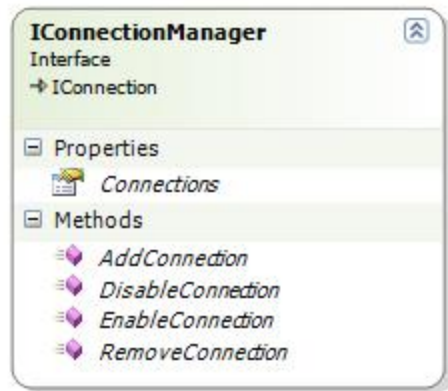 IConnectionManager
Interface
IConnection
Properties
Connections
Methods
AddConnection
DisableConnection
EnableConnection
RemoveConnection